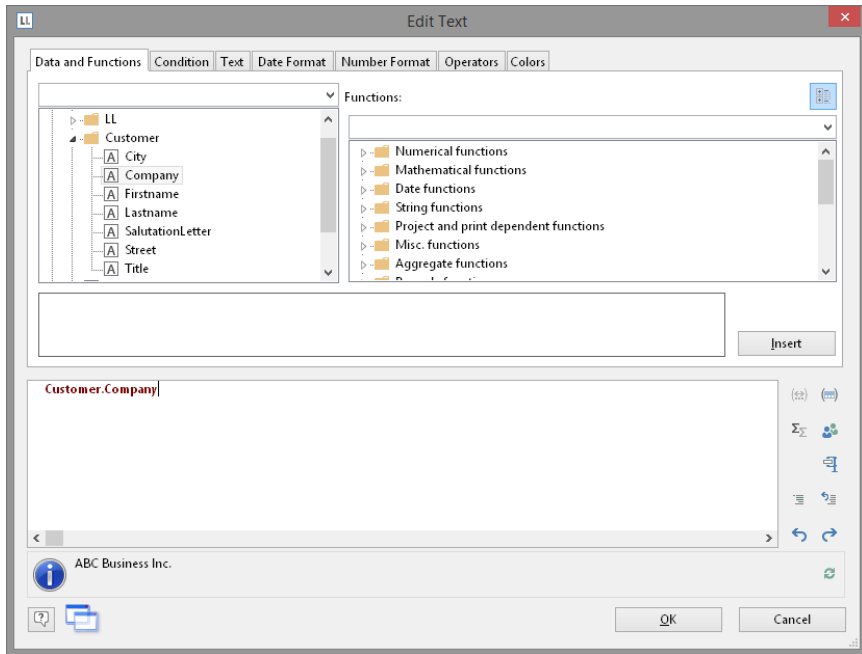 LL
Edit Text
Data and Functions Condition Text Date Format Number Format Operators Colors
Functions:
LL
Customer
A City
A Company
A Firstname
A Lastname
A SalutationLetter
A Street
A Title
Numerical functions
Mathematical functions
Date functions
String functions
Project and print dependent functions
Misc. functions
Aggregate functions
Insert
Customer.Company
ABC Business Inc.
OK Cancel